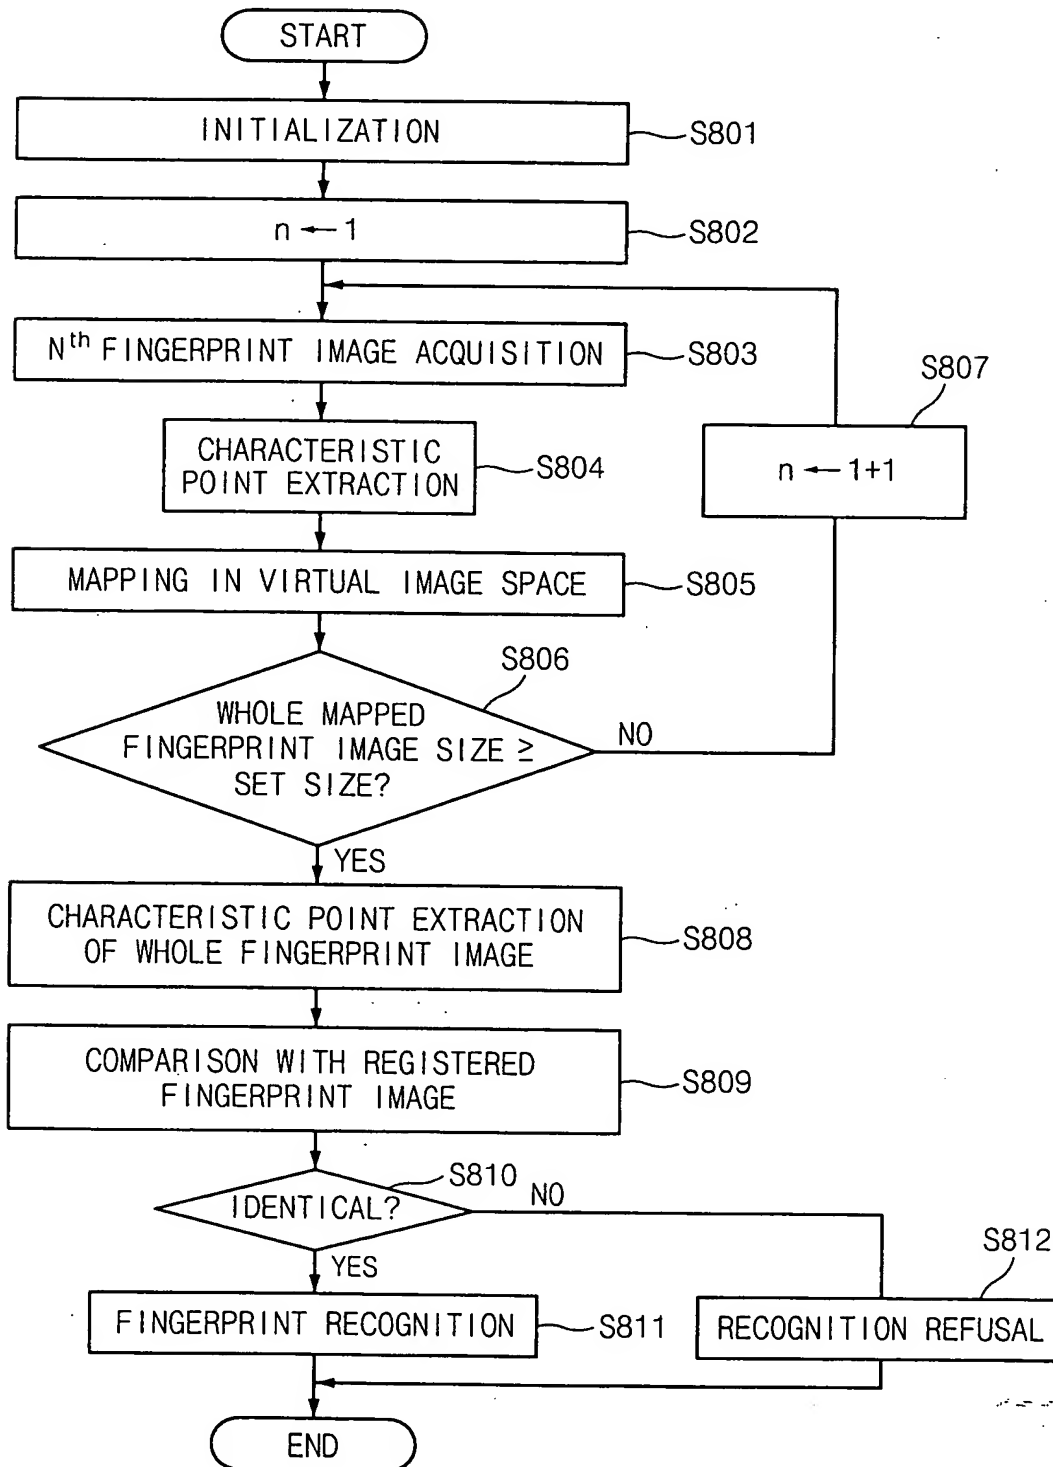 START
INITIALIZATION
S801
n ← 1
S802
Nth FINGERPRINT IMAGE ACQUISITION
S803
S807
CHARACTERISTIC
POINT EXTRACTION
S804
n ← 1+1
MAPPING IN VIRTUAL IMAGE SPACE
S805
S806
WHOLE MAPPED
FINGERPRINT IMAGE SIZE ≥
SET SIZE?
NO
YES
CHARACTERISTIC POINT EXTRACTION
OF WHOLE FINGERPRINT IMAGE
S808
COMPARISON WITH REGISTERED
FINGERPRINT IMAGE
S809
S810
IDENTICAL?
NO
YES
S812
FINGERPRINT RECOGNITION
S811
RECOGNITION REFUSAL
END